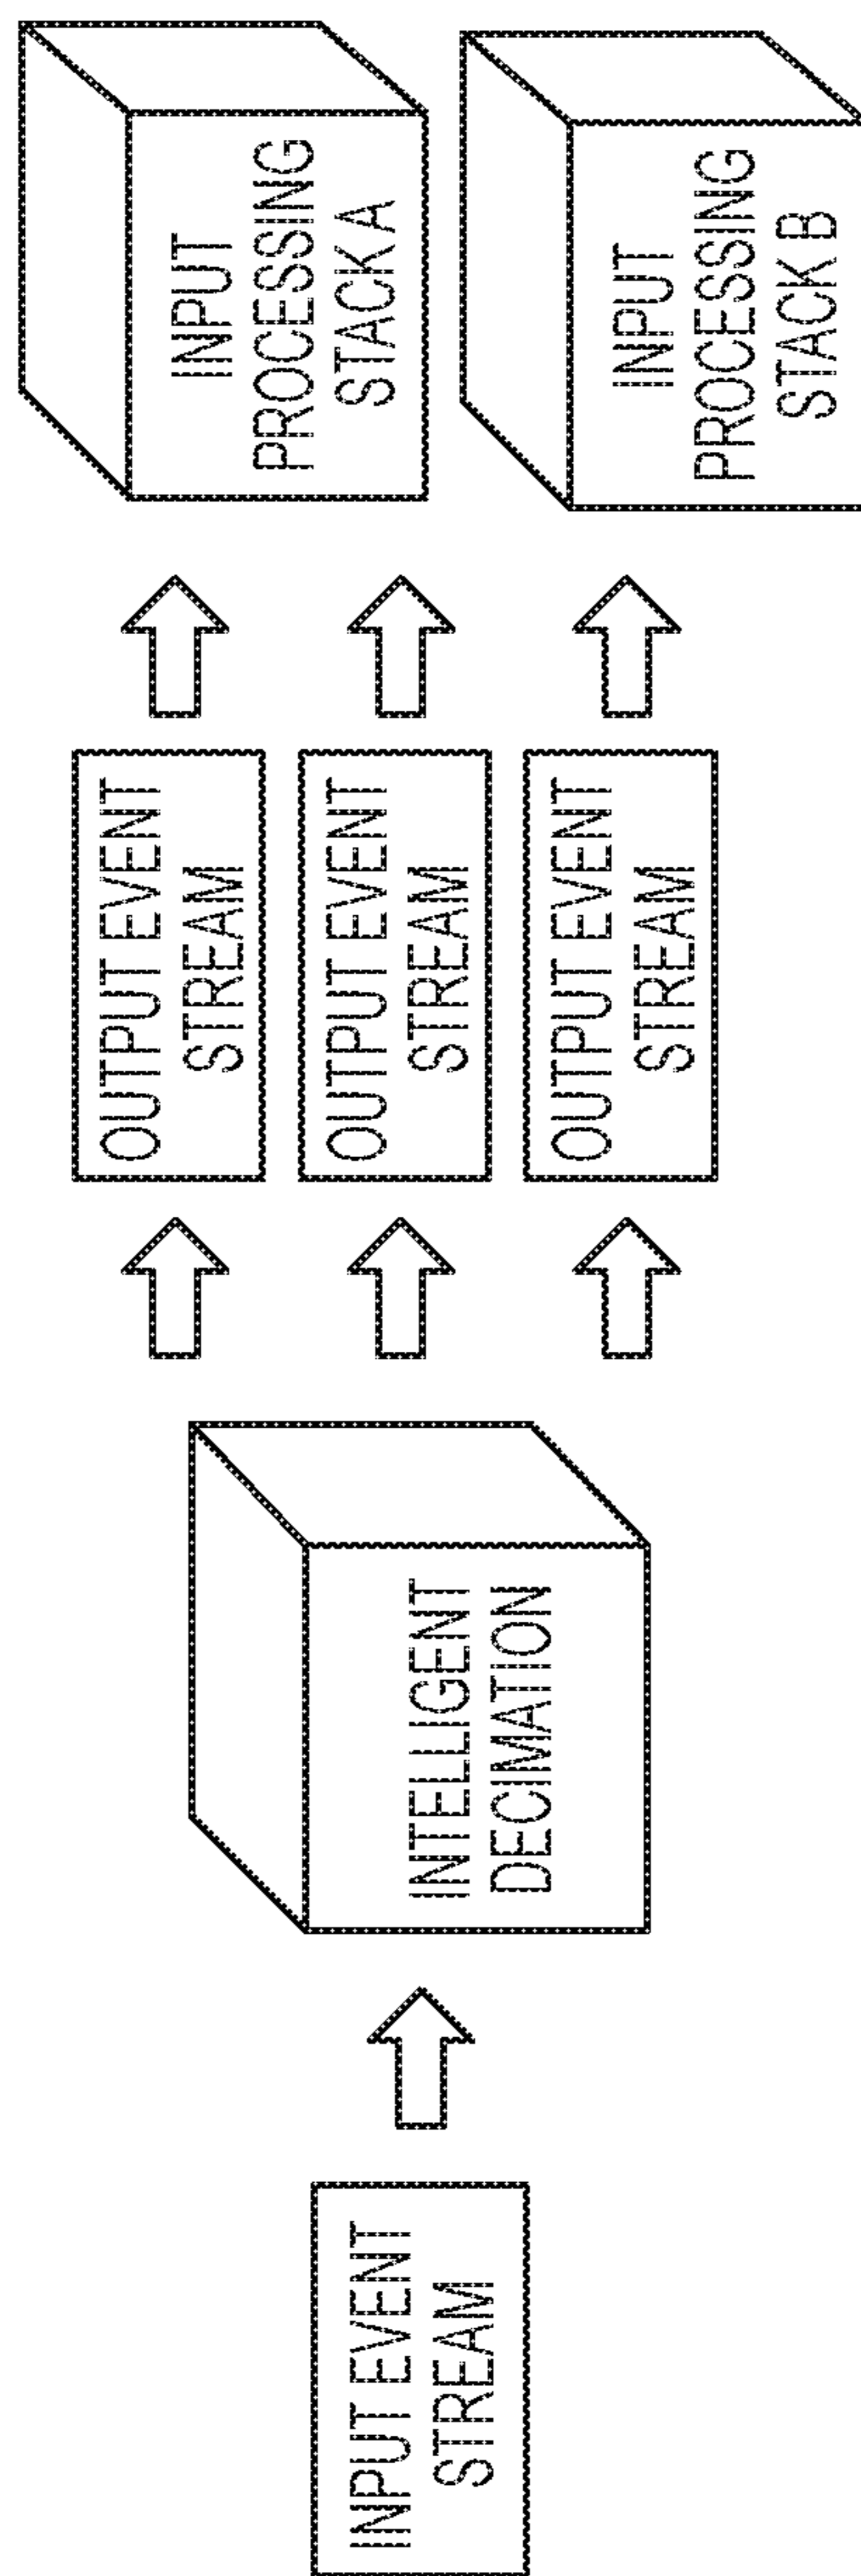 INPUT EVENT
STREAM
INTELLIGENT
DECIMATION
OUTPUT EVENT
STREAM
OUTPUT EVENT
STREAM
OUTPUT EVENT
STREAM
INPUT
PROCESSING
STACK A
INPUT
PROCESSING
STACK B